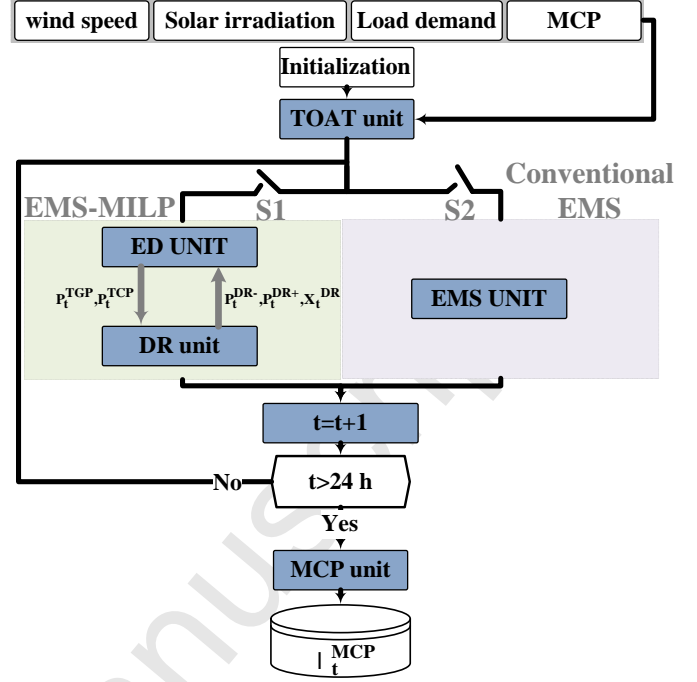 wind speed Solar irradiation Load demand MCP
Initialization
TOAT unit
Conventional
EMS
EMS-MILP S1 S2
ED UNIT
P_t^TGP,P_t^TCP P_t^DR-,P_t^DR+,X_t^DR
EMS UNIT
DR unit
t=t+1
No t>24 h
Yes
MCP unit
l_t^MCP